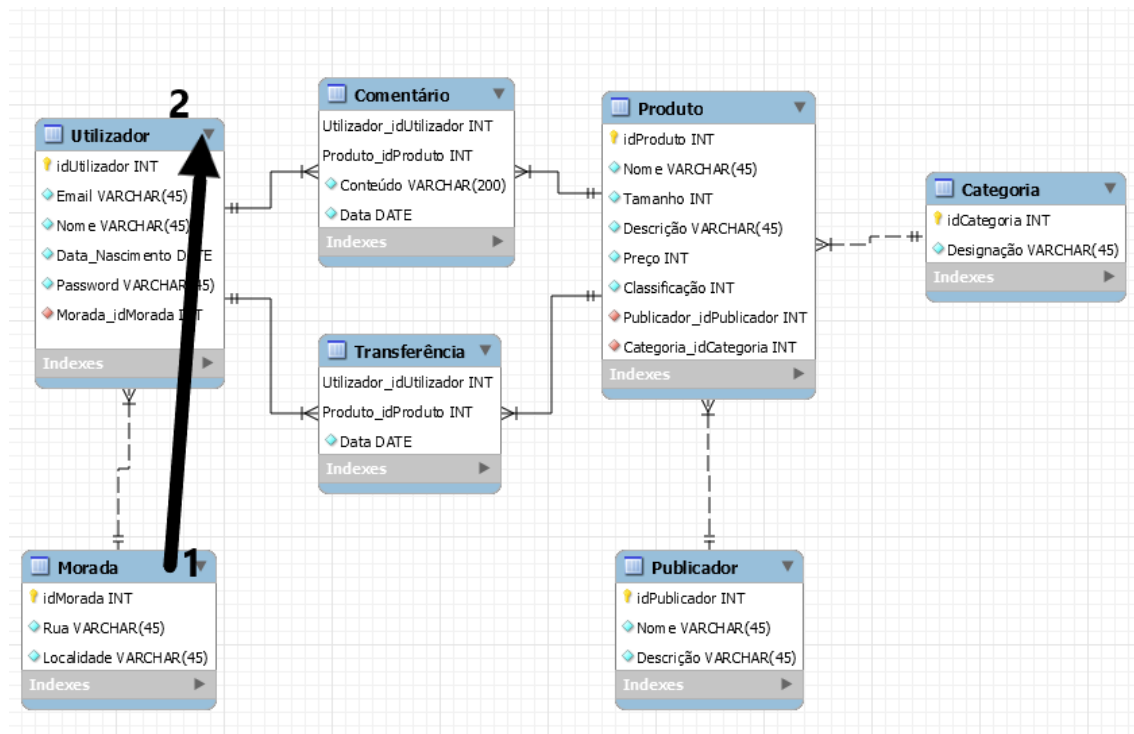 2
Utilizador
idUtilizador INT
Email VARCHAR(45)
Nome VARCHAR(45)
Data_Nascimento DATE
Password VARCHAR(45)
Morada_idMorada INT
Indexes
Comentário
Utilizador_idUtilizador INT
Produto_idProduto INT
Conteúdo VARCHAR(200)
Data DATE
Indexes
Produto
idProduto INT
Nome VARCHAR(45)
Tamanho INT
Descrição VARCHAR(45)
Preço INT
Classificação INT
Publicador_idPublicador INT
Categoria_idCategoria INT
Indexes
Categoria
idCategoria INT
Designação VARCHAR(45)
Indexes
Transferência
Utilizador_idUtilizador INT
Produto_idProduto INT
Data DATE
Indexes
1
Morada
idMorada INT
Rua VARCHAR(45)
Localidade VARCHAR(45)
Indexes
Publicador
idPublicador INT
Nome VARCHAR(45)
Descrição VARCHAR(45)
Indexes